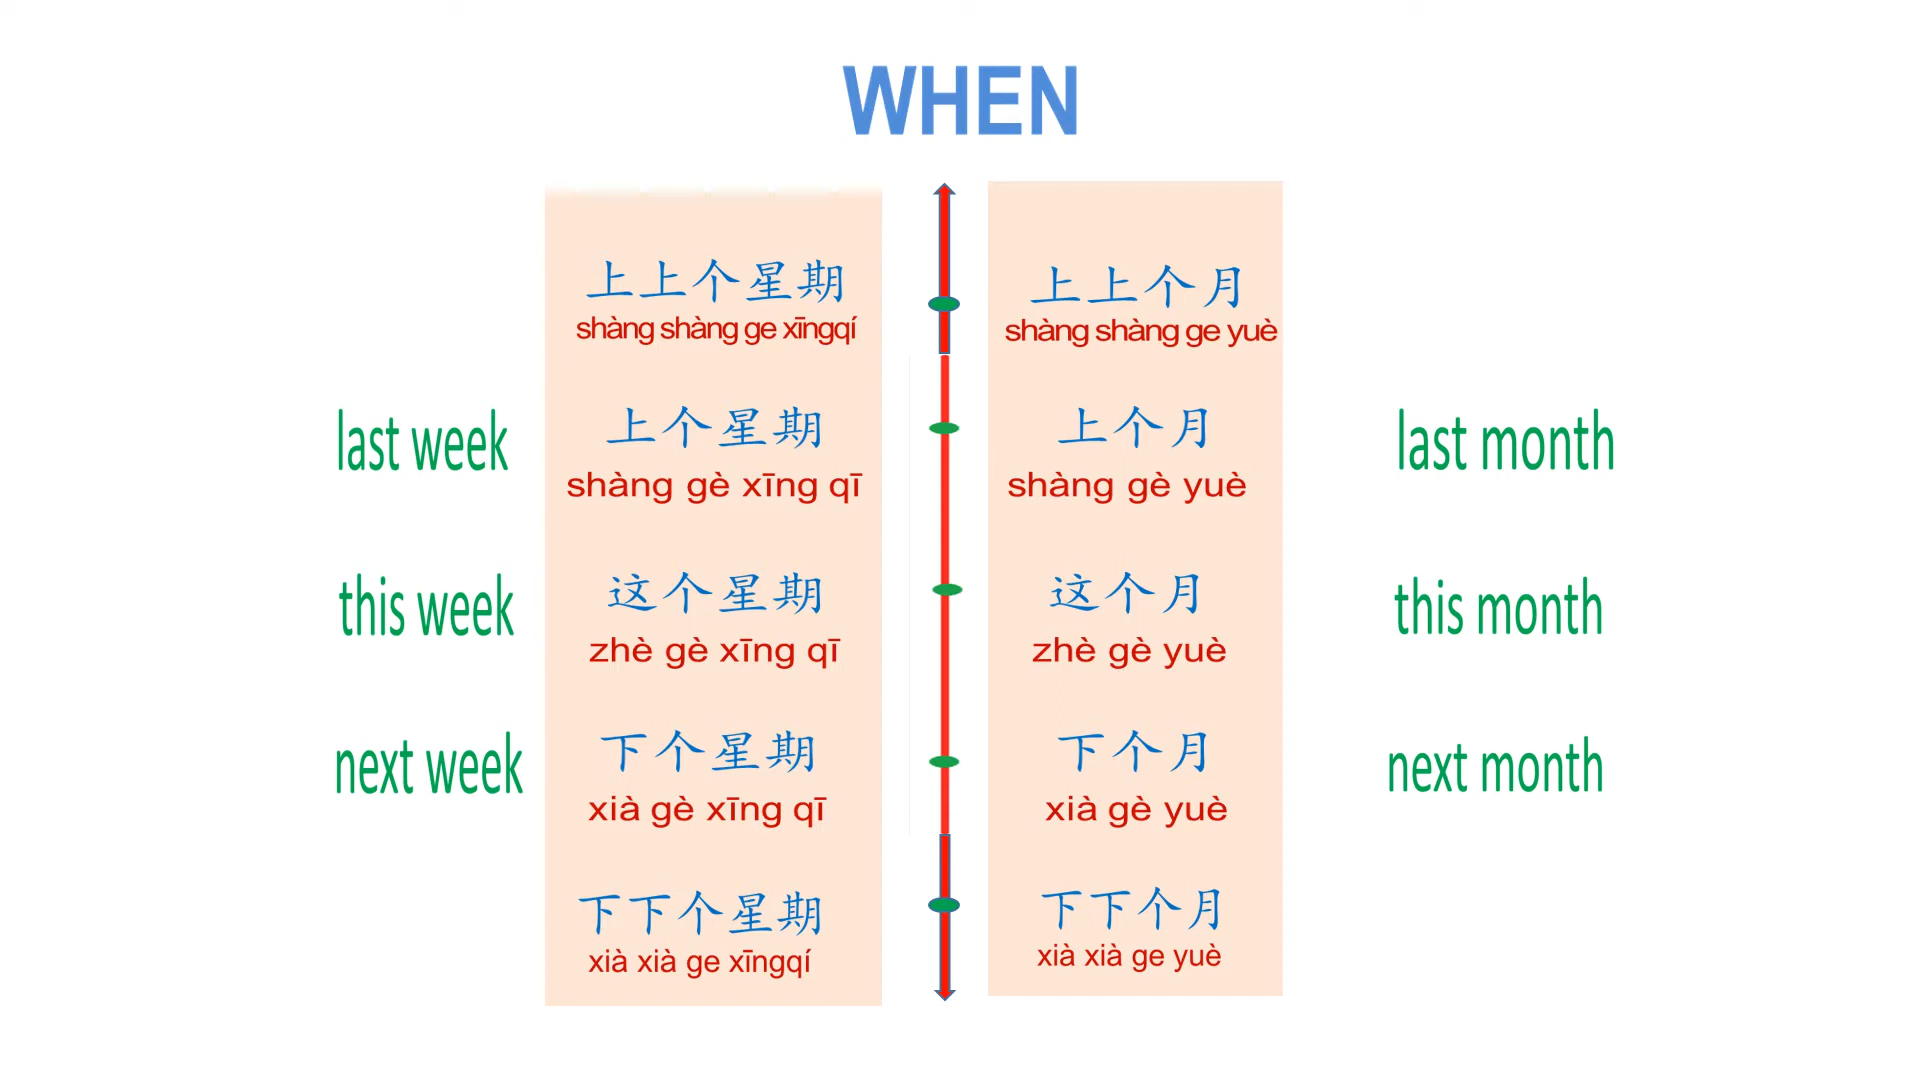 WHEN
上上个星期
shàng shàng ge xīngqí
上上个月
shàng shàng ge yuè
last week
上个星期
shàng gè xīng qī
上个月
shàng gè yuè
last month
this week
这个星期
zhè gè xīng qī
这个月
zhè gè yuè
this month
next week
下个星期
xià gè xīng qī
下个月
xià gè yuè
next month
下下个星期
xià xià ge xīngqí
下下个月
xià xià ge yuè